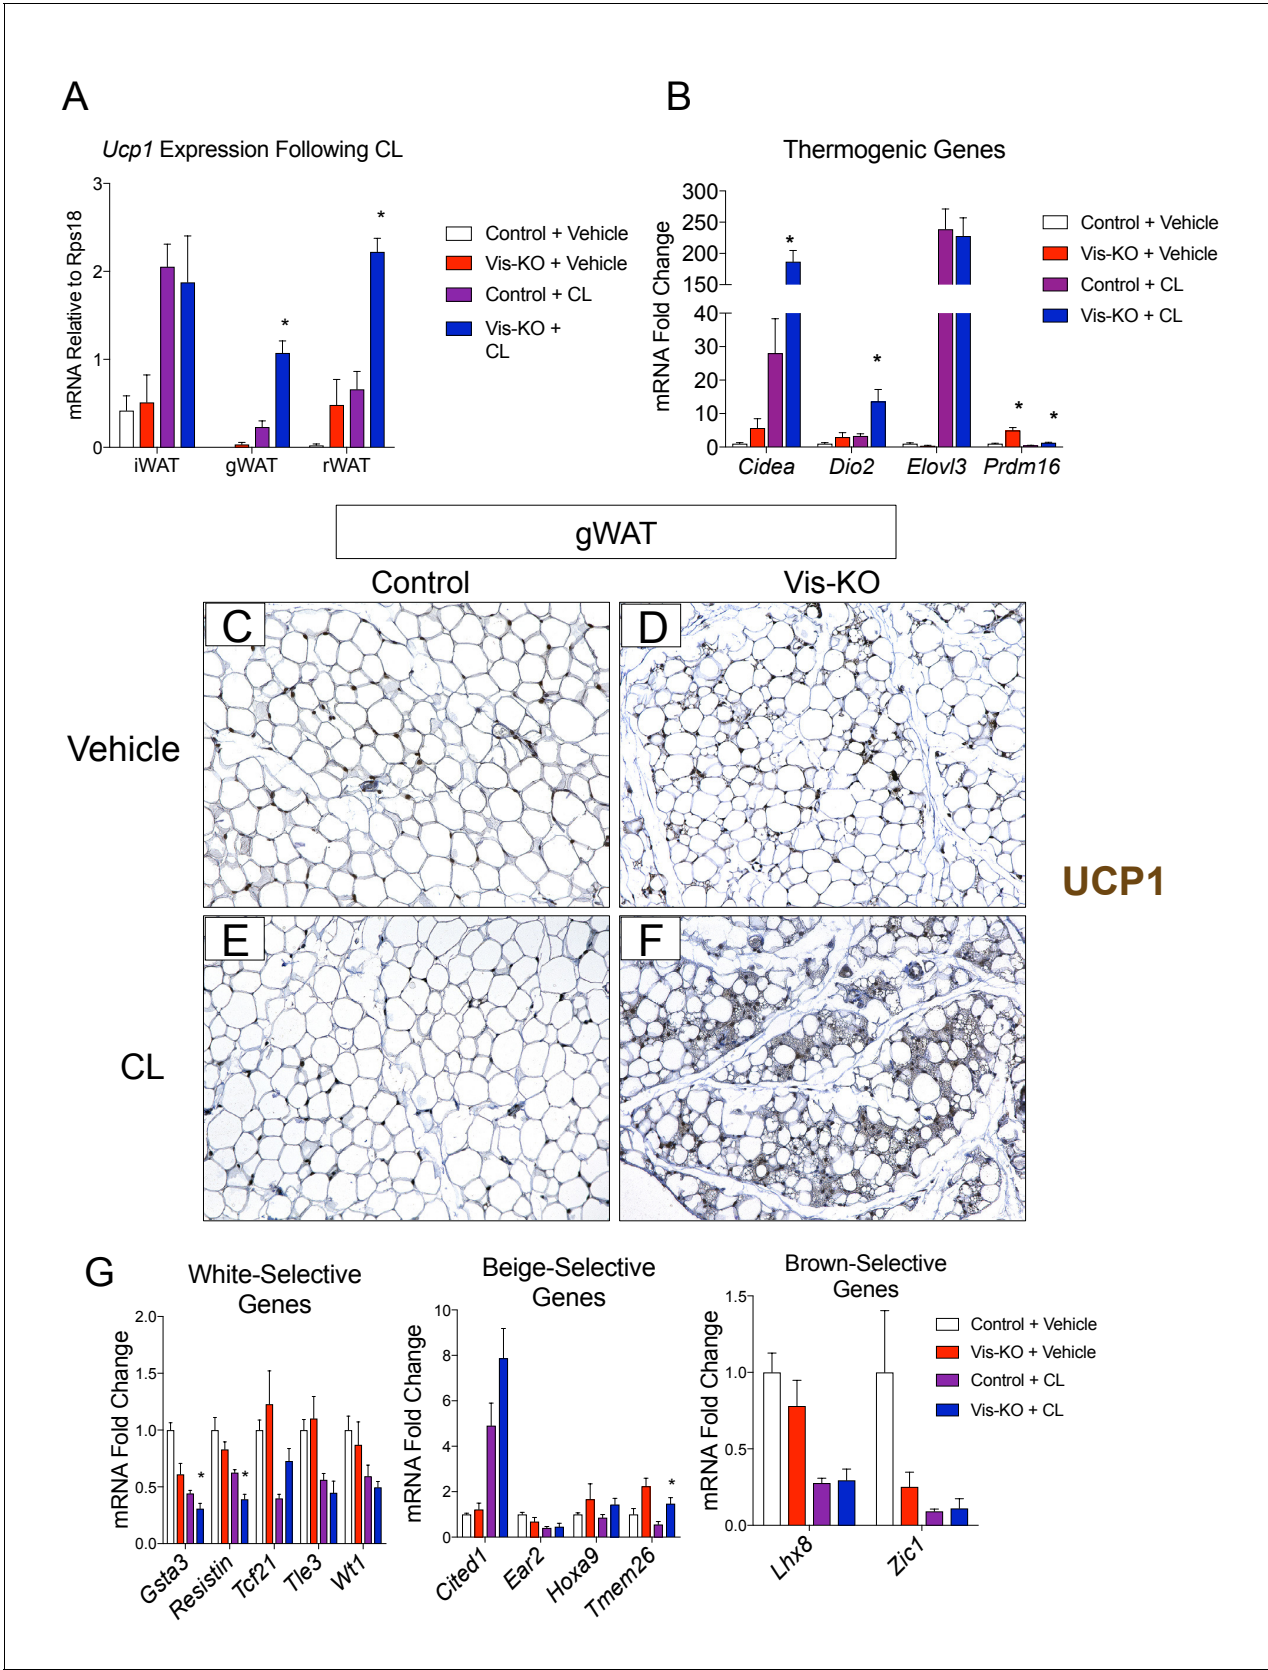 A
Ucp1 Expression Following CL
mRNA Relative to Rps18
3
2
1
0
iWAT
gWAT
rWAT
*
*
Control + Vehicle
Vis-KO + Vehicle
Control + CL
Vis-KO +
CL
B
Thermogenic Genes
mRNA Fold Change
300
250
200
150
40
30
20
10
0
*
*
*
*
Cidea
Dio2
Elovl3
Prdm16
Control + Vehicle
Vis-KO + Vehicle
Control + CL
Vis-KO + CL
gWAT
Control
Vis-KO
C
D
Vehicle
UCP1
E
F
CL
G
White-Selective
Genes
mRNA Fold Change
2.0
1.5
1.0
0.5
0.0
*
*
Gsta3
Resistin
Tcf21
Tle3
Wt1
Beige-Selective
Genes
mRNA Fold Change
10
8
6
4
2
0
*
Cited1
Ear2
Hoxa9
Tmem26
Brown-Selective
Genes
mRNA Fold Change
1.5
1.0
0.5
0.0
Lhx8
Zic1
Control + Vehicle
Vis-KO + Vehicle
Control + CL
Vis-KO + CL